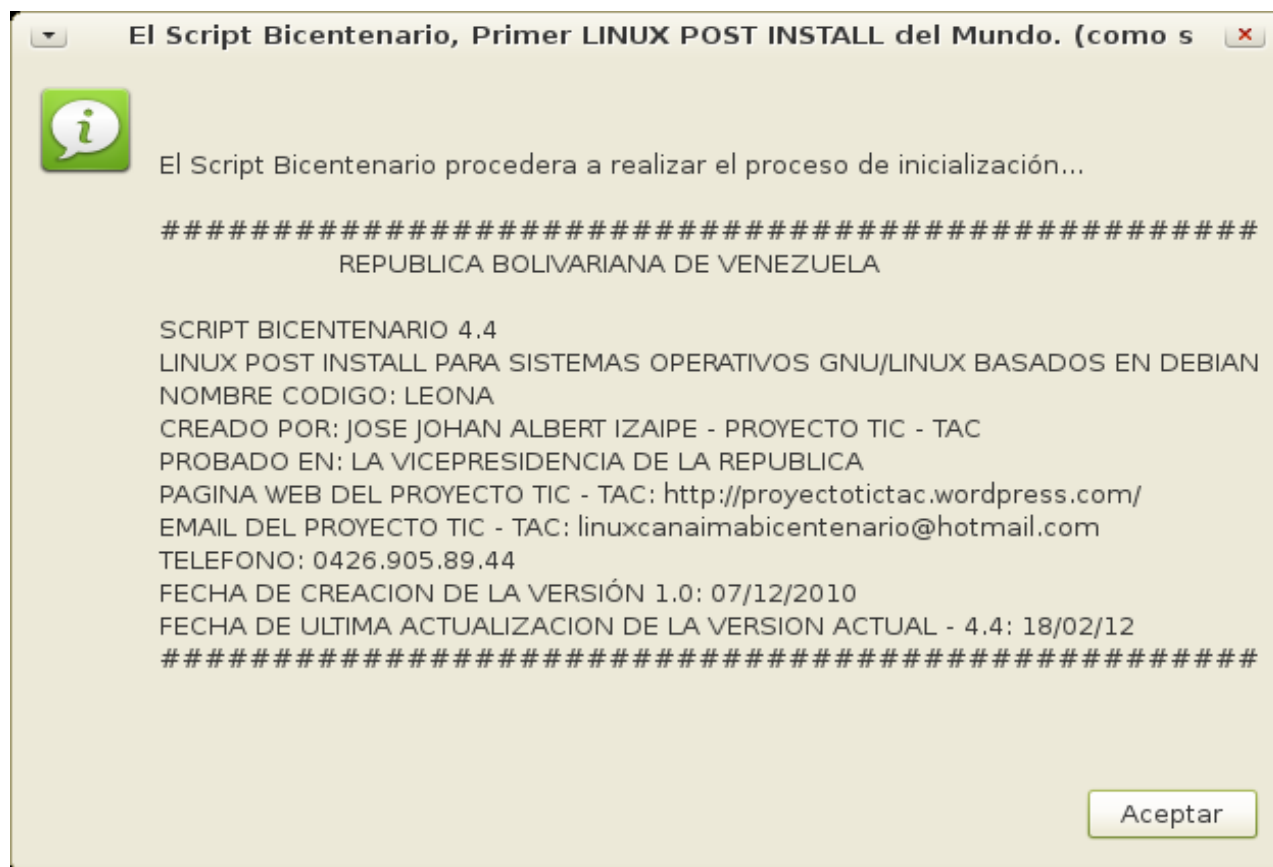 El Script Bicentenario, Primer LINUX POST INSTALL del Mundo. (como s
El Script Bicentenario procedera a realizar el proceso de inicialización...
##################################################
REPUBLICA BOLIVARIANA DE VENEZUELA
SCRIPT BICENTENARIO 4.4
LINUX POST INSTALL PARA SISTEMAS OPERATIVOS GNU/LINUX BASADOS EN DEBIAN
NOMBRE CODIGO: LEONA
CREADO POR: JOSE JOHAN ALBERT IZAIPE - PROYECTO TIC - TAC
PROBADO EN: LA VICEPRESIDENCIA DE LA REPUBLICA
PAGINA WEB DEL PROYECTO TIC - TAC: http://proyectotictac.wordpress.com/
EMAIL DEL PROYECTO TIC - TAC: linuxcanaimabicentenario@hotmail.com
TELEFONO: 0426.905.89.44
FECHA DE CREACION DE LA VERSIÓN 1.0: 07/12/2010
FECHA DE ULTIMA ACTUALIZACION DE LA VERSION ACTUAL - 4.4: 18/02/12
##################################################
Aceptar